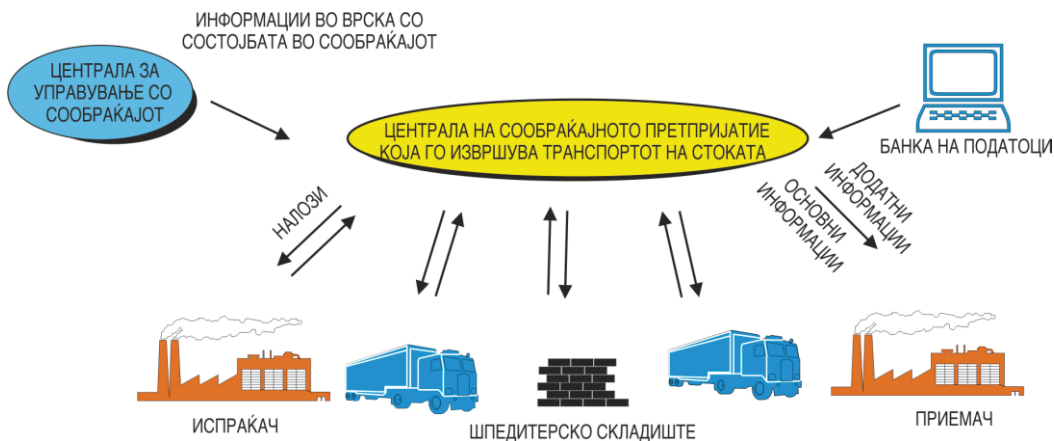 ИНФОРМАЦИИ ВО ВРСКА СО
СОСТОЈБАТА ВО СООБРАЌАЈОТ
ЦЕНТРАЛА ЗА
УПРАВУВАЊЕ СО
СООБРАЌАЈОТ
ЦЕНТРАЛА НА СООБРАЌАЈНОТО ПРЕТПРИЈАТИЕ
КОЈА ГО ИЗВРШУВА ТРАНСПОРТОТ НА СТОКАТА
БАНКА НА ПОДАТОЦИ
НАЛОЗИ
ОСНОВНИ
ИНФОРМАЦИИ
ДОДАТНИ
ИНФОРМАЦИИ
ИСПРАЌАЧ
ШПЕДИТЕРСКО СКЛАДИШТЕ
ПРИЕМАЧ